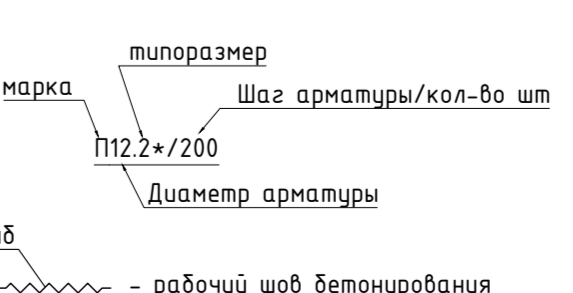 типоразмер
марка
Шаг арматуры/кол-во шт
П12.2*/200
Диаметр арматуры
– рабочий шов бетонирования